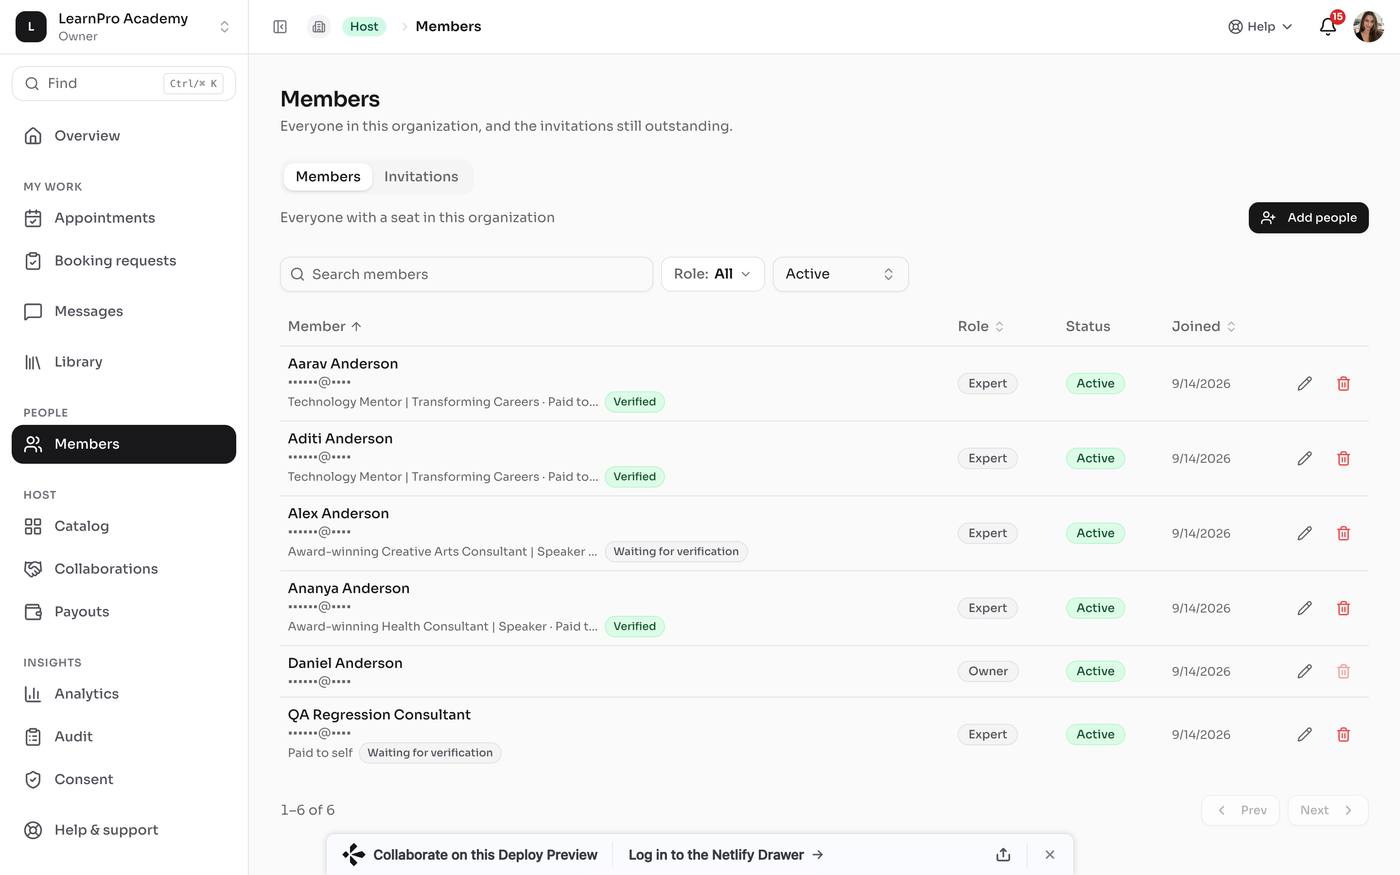 L
LearnPro Academy
Owner
Find
Ctrl/⌘ K
Overview
MY WORK
Appointments
Booking requests
Messages
Library
PEOPLE
Members
HOST
Catalog
Collaborations
Payouts
INSIGHTS
Analytics
Audit
Consent
Help & support
Host
Members
Help
15
Members
Everyone in this organization, and the invitations still outstanding.
Members Invitations
Everyone with a seat in this organization
Add people
Search members
Role: All
Active
Member Role Status Joined
Aarav Anderson
••••••@••••
Technology Mentor | Transforming Careers · Paid to... Verified
Expert Active 9/14/2026
Aditi Anderson
••••••@••••
Technology Mentor | Transforming Careers · Paid to... Verified
Expert Active 9/14/2026
Alex Anderson
••••••@••••
Award-winning Creative Arts Consultant | Speaker ... Waiting for verification
Expert Active 9/14/2026
Ananya Anderson
••••••@••••
Award-winning Health Consultant | Speaker · Paid t... Verified
Expert Active 9/14/2026
Daniel Anderson
••••••@••••
Owner Active 9/14/2026
QA Regression Consultant
••••••@••••
Paid to self Waiting for verification
Expert Active 9/14/2026
1–6 of 6
Prev Next
Collaborate on this Deploy Preview
Log in to the Netlify Drawer →